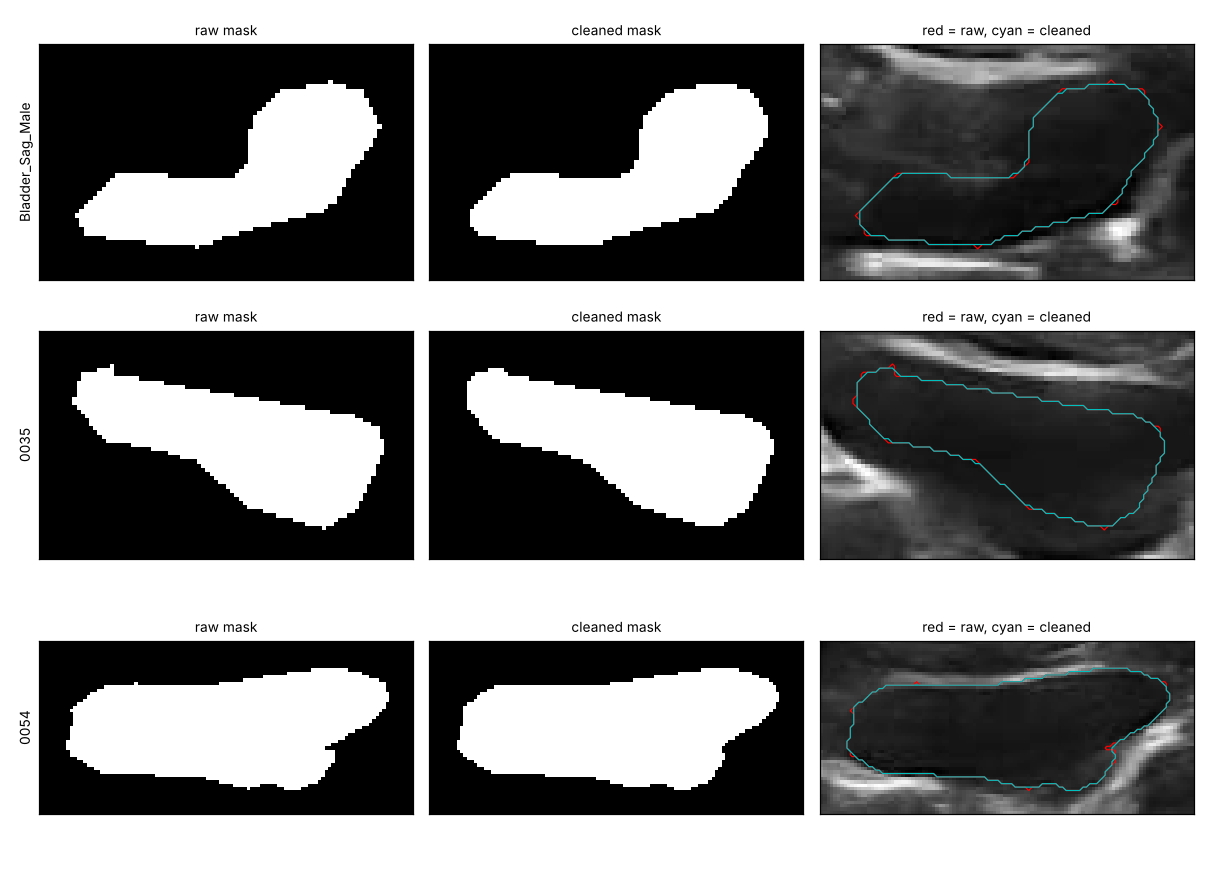 raw mask
cleaned mask
red = raw, cyan = cleaned
Bladder_Sag_Male
raw mask
cleaned mask
red = raw, cyan = cleaned
0035
raw mask
cleaned mask
red = raw, cyan = cleaned
0054